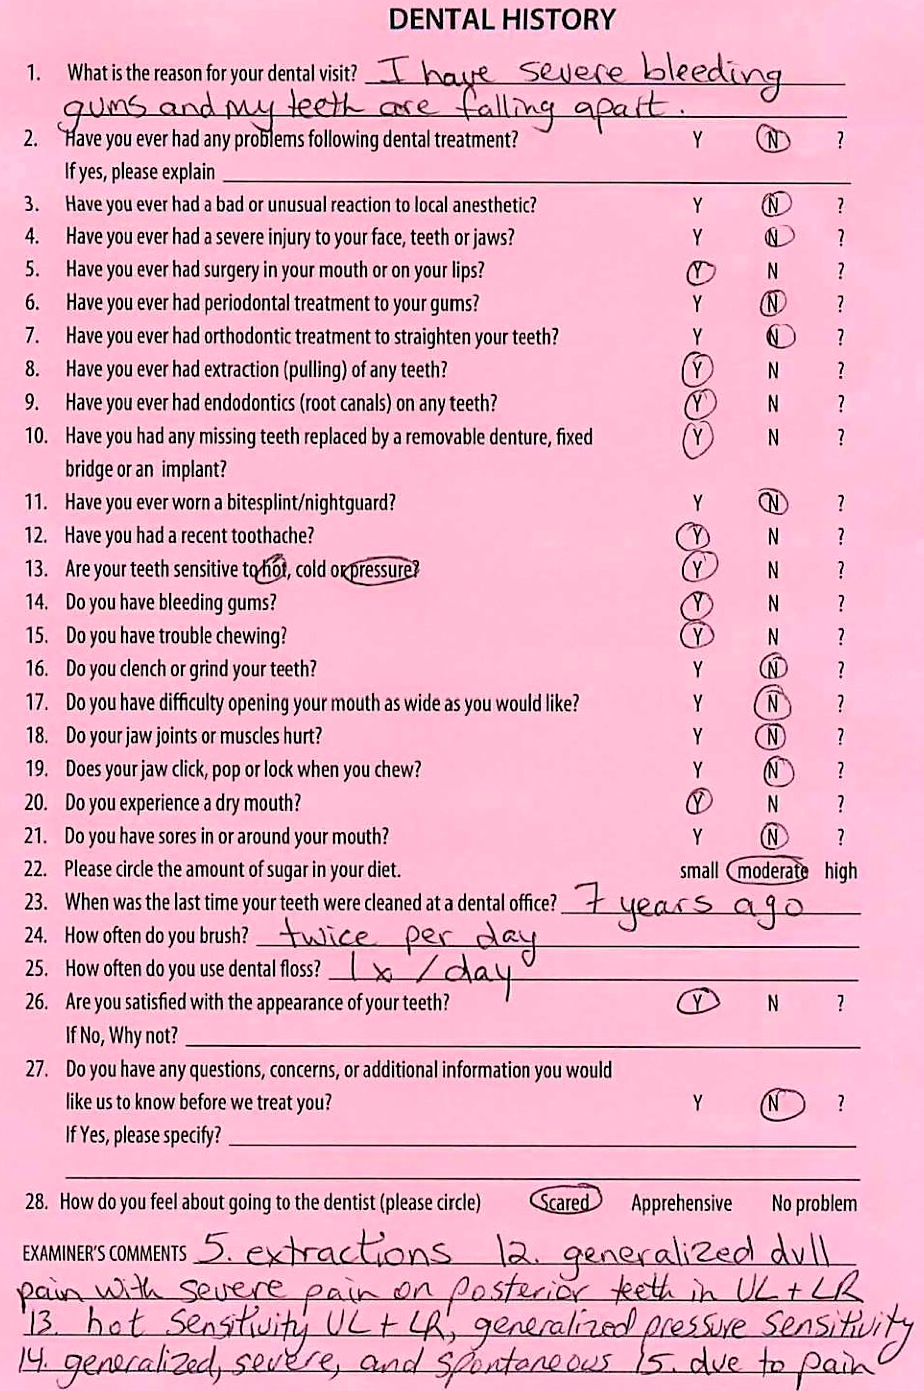 DENTAL HISTORY
1. What is the reason for your dental visit? I have severe bleeding
gums and my teeth are falling apart.
2. Have you ever had any problems following dental treatment? Y N ?
If yes, please explain
3. Have you ever had a bad or unusual reaction to local anesthetic? Y N ?
4. Have you ever had a severe injury to your face, teeth or jaws? Y N ?
5. Have you ever had surgery in your mouth or on your lips? Y N ?
6. Have you ever had periodontal treatment to your gums? Y N ?
7. Have you ever had orthodontic treatment to straighten your teeth? Y N ?
8. Have you ever had extraction (pulling) of any teeth? Y N ?
9. Have you ever had endodontics (root canals) on any teeth? Y N ?
10. Have you had any missing teeth replaced by a removable denture, fixed Y N ?
bridge or an implant?
11. Have you ever worn a bitesplint/nightguard? Y N ?
12. Have you had a recent toothache? Y N ?
13. Are your teeth sensitive to hot, cold or pressure? Y N ?
14. Do you have bleeding gums? Y N ?
15. Do you have trouble chewing? Y N ?
16. Do you clench or grind your teeth? Y N ?
17. Do you have difficulty opening your mouth as wide as you would like? Y N ?
18. Do your jaw joints or muscles hurt? Y N ?
19. Does your jaw click, pop or lock when you chew? Y N ?
20. Do you experience a dry mouth? Y N ?
21. Do you have sores in or around your mouth? Y N ?
22. Please circle the amount of sugar in your diet. small moderate high
23. When was the last time your teeth were cleaned at a dental office? 7 years ago
24. How often do you brush? twice per day
25. How often do you use dental floss? 1x/day
26. Are you satisfied with the appearance of your teeth? Y N ?
If No, Why not?
27. Do you have any questions, concerns, or additional information you would
like us to know before we treat you? Y N ?
If Yes, please specify?
28. How do you feel about going to the dentist (please circle) Scared Apprehensive No problem
EXAMINER'S COMMENTS 5. extractions 12. generalized dull
pain with severe pain on posterior teeth in UL + LR
13. hot sensitivity UL + LR, generalized pressure sensitivity
14. generalized, severe, and spontaneous 15. due to pain